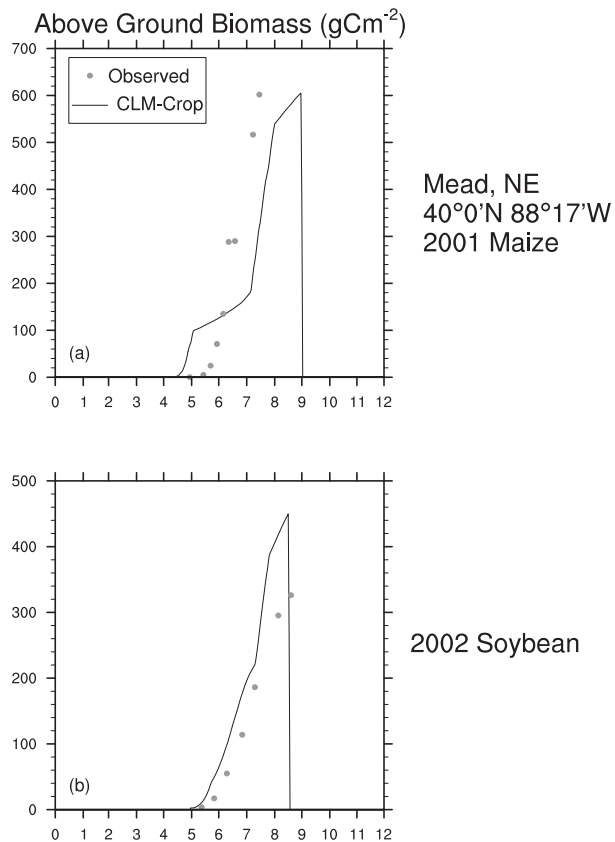 Above Ground Biomass (gCm-2)
700
600
500
400
300
200
100
0
Observed
CLM-Crop
(a)
0 1 2 3 4 5 6 7 8 9 10 11 12
Mead, NE
40°0'N 88°17'W
2001 Maize
500
400
300
200
100
0
(b)
0 1 2 3 4 5 6 7 8 9 10 11 12
2002 Soybean